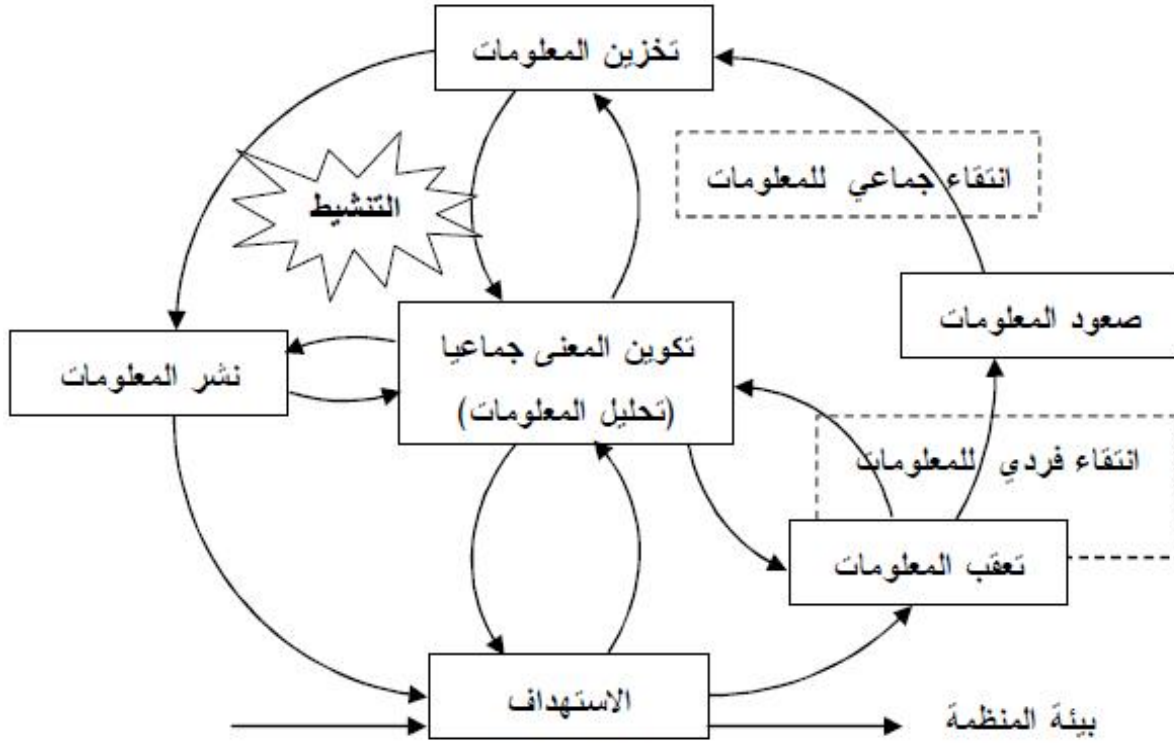 تخزين المعلومات
انتقاء جماعي للمعلومات
التنشيط
صعود المعلومات
تكوين المعنى جماعيا
(تحليل المعلومات)
نشر المعلومات
انتقاء فردي للمعلومات
تعقب المعلومات
الاستهداف
بيئة المنظمة